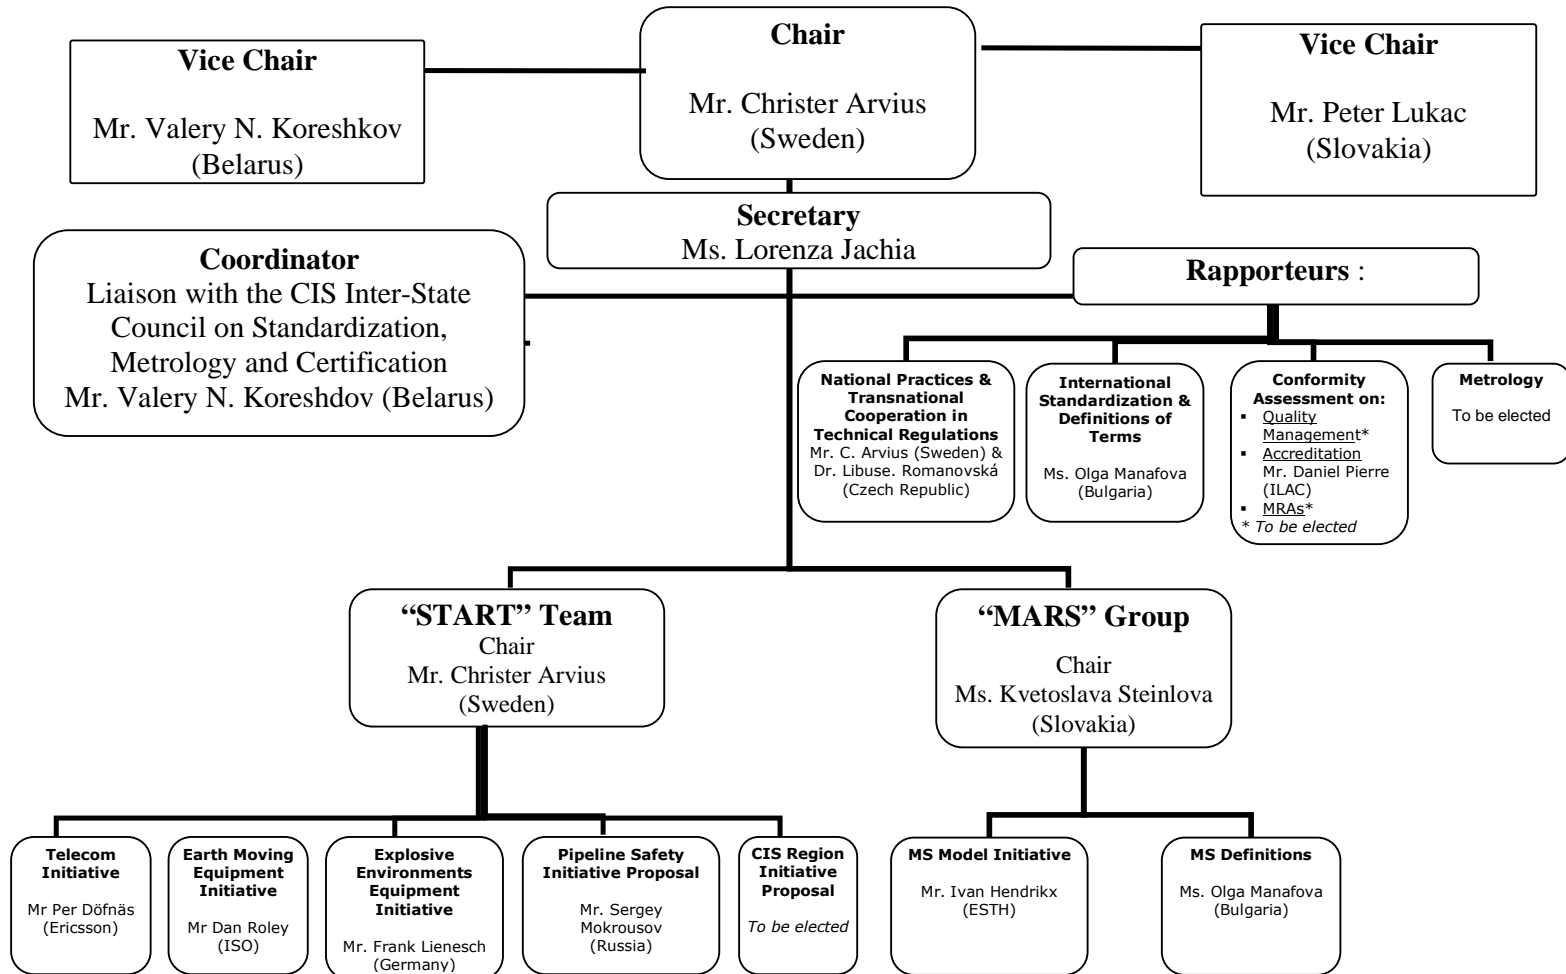 Chair
Mr. Christer Arvius
(Sweden)
Vice Chair
Mr. Valery N. Koreshkov
(Belarus)
Vice Chair
Mr. Peter Lukac
(Slovakia)
Secretary
Ms. Lorenza Jachia
Coordinator
Liaison with the CIS Inter-State
Council on Standardization,
Metrology and Certification
Mr. Valery N. Koreshdov (Belarus)
Rapporteurs :
National Practices &
Transnational
Cooperation in
Technical Regulations
Mr. C. Arvius (Sweden) &
Dr. Libuse. Romanovská
(Czech Republic)
International
Standardization &
Definitions of
Terms
Ms. Olga Manafova
(Bulgaria)
Conformity
Assessment on:
▪ Quality
Management*
▪ Accreditation
Mr. Daniel Pierre
(ILAC)
▪ MRAs*
* To be elected
Metrology
To be elected
“START” Team
Chair
Mr. Christer Arvius
(Sweden)
“MARS” Group
Chair
Ms. Kvetoslava Steinlova
(Slovakia)
Telecom
Initiative
Mr Per Döfnäs
(Ericsson)
Earth Moving
Equipment
Initiative
Mr Dan Roley
(ISO)
Explosive
Environments
Equipment
Initiative
Mr. Frank Lienesch
(Germany)
Pipeline Safety
Initiative Proposal
Mr. Sergey
Mokrousov
(Russia)
CIS Region
Initiative
Proposal
To be elected
MS Model Initiative
Mr. Ivan Hendrikx
(ESTH)
MS Definitions
Ms. Olga Manafova
(Bulgaria)